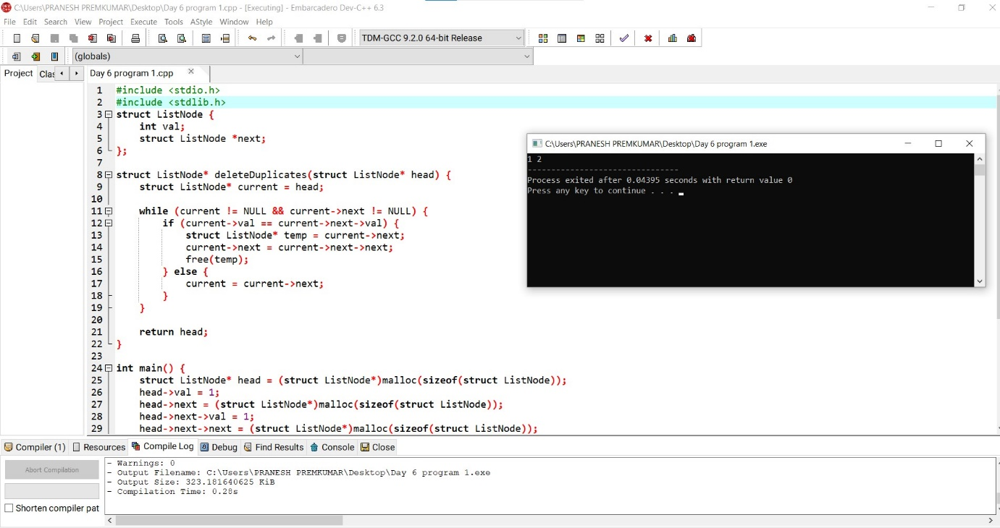 C:\Users\PRANESH PREMKUMAR\Desktop\Day 6 program 1.cpp - [Executing] - Embarcadero Dev-C++ 6.3
File Edit Search View Project Execute Tools AStyle Window Help
TDM-GCC 9.2.0 64-bit Release
(globals)
Project Clas
Day 6 program 1.cpp
1 #include <stdio.h>
2 #include <stdlib.h>
3 struct ListNode {
4 int val;
5 struct ListNode *next;
6 };
7
8 struct ListNode* deleteDuplicates(struct ListNode* head) {
9 struct ListNode* current = head;
10
11 while (current != NULL && current->next != NULL) {
12 if (current->val == current->next->val) {
13 struct ListNode* temp = current->next;
14 current->next = current->next->next;
15 free(temp);
16 } else {
17 current = current->next;
18 }
19 }
20
21 return head;
22 }
23
24 int main() {
25 struct ListNode* head = (struct ListNode*)malloc(sizeof(struct ListNode));
26 head->val = 1;
27 head->next = (struct ListNode*)malloc(sizeof(struct ListNode));
28 head->next->val = 1;
29 head->next->next = (struct ListNode*)malloc(sizeof(struct ListNode));
C:\Users\PRANESH PREMKUMAR\Desktop\Day 6 program 1.exe
1 2
--------------------------------
Process exited after 0.04395 seconds with return value 0
Press any key to continue . . .
Compiler (1) Resources Compile Log Debug Find Results Console Close
Abort Compilation
Shorten compiler pat
- Warnings: 0
- Output Filename: C:\Users\PRANESH PREMKUMAR\Desktop\Day 6 program 1.exe
- Output Size: 323.181640625 KiB
- Compilation Time: 0.28s